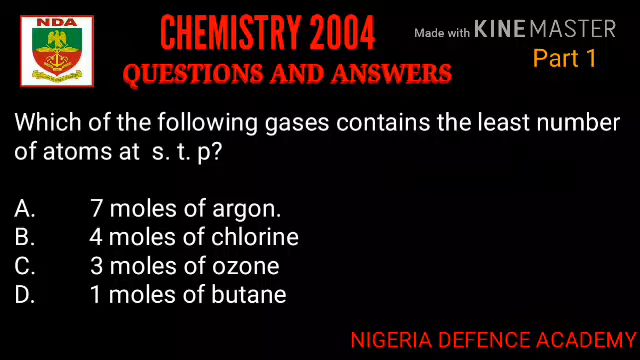 NDA
CHEMISTRY 2004
Made with KINEMASTER
Part 1
QUESTIONS AND ANSWERS
Which of the following gases contains the least number
of atoms at s. t. p?
A. 7 moles of argon.
B. 4 moles of chlorine
C. 3 moles of ozone
D. 1 moles of butane
NIGERIA DEFENCE ACADEMY